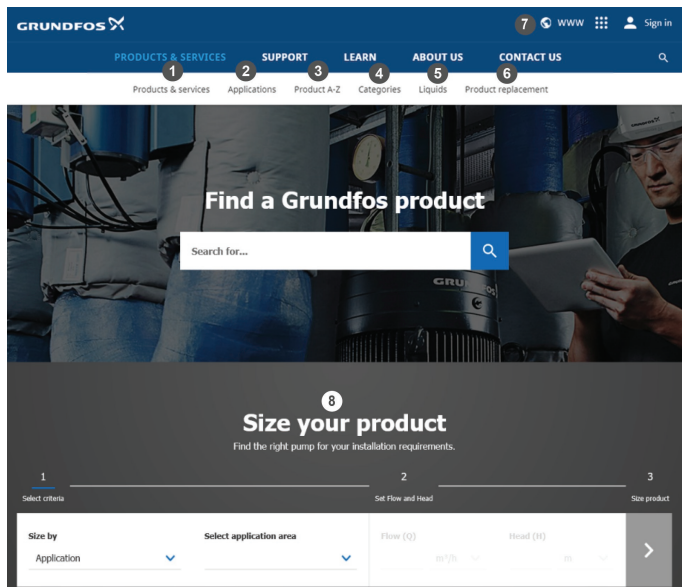 GRUNDFOS
7 WWW Sign in
PRODUCTS & SERVICES SUPPORT LEARN ABOUT US CONTACT US
1 2 3 4 5 6
Products & services Applications Product A-Z Categories Liquids Product replacement
Find a Grundfos product
Search for...
GRU
8
Size your product
Find the right pump for your installation requirements.
1 2 3
Select criteria Set Flow and Head Size product
Size by Select application area Flow (Q) Head (H)
Application m³/h m